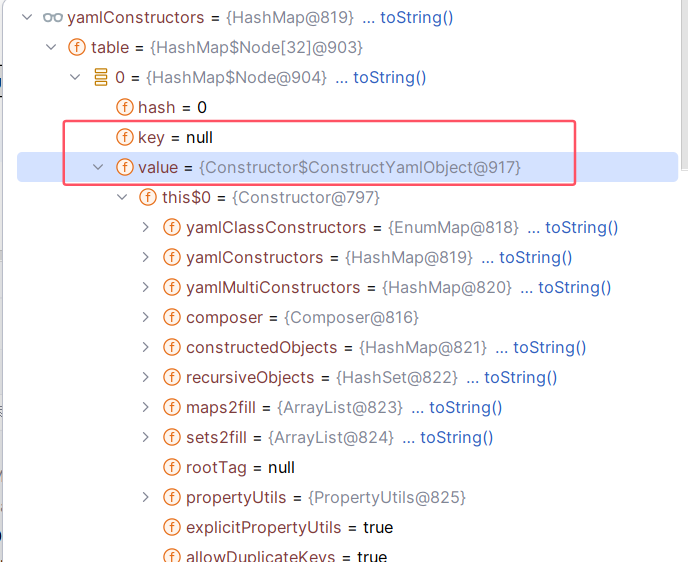 yamlConstructors = {HashMap@819} ... toString()
table = {HashMap$Node[32]@903}
0 = {HashMap$Node@904} ... toString()
hash = 0
key = null
value = {Constructor$ConstructYamlObject@917}
this$0 = {Constructor@797}
yamlClassConstructors = {EnumMap@818} ... toString()
yamlConstructors = {HashMap@819} ... toString()
yamlMultiConstructors = {HashMap@820} ... toString()
composer = {Composer@816}
constructedObjects = {HashMap@821} ... toString()
recursiveObjects = {HashSet@822} ... toString()
maps2fill = {ArrayList@823} ... toString()
sets2fill = {ArrayList@824} ... toString()
rootTag = null
propertyUtils = {PropertyUtils@825}
explicitPropertyUtils = true
allowDuplicateKeys = true